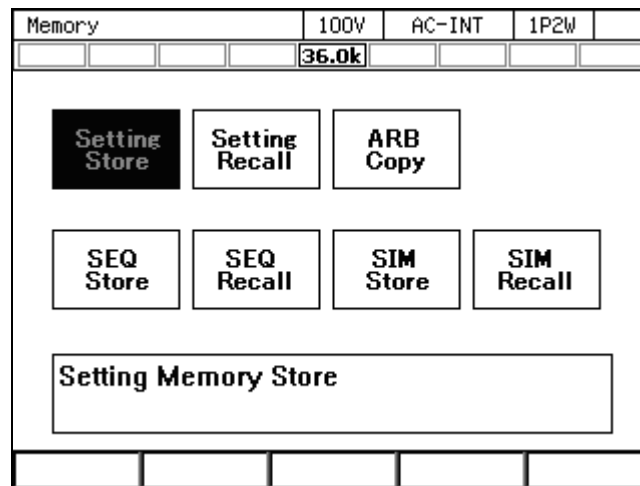 Memory 100V AC-INT 1P2W
36.0k
Setting Store
Setting Recall
ARB Copy
SEQ Store
SEQ Recall
SIM Store
SIM Recall
Setting Memory Store